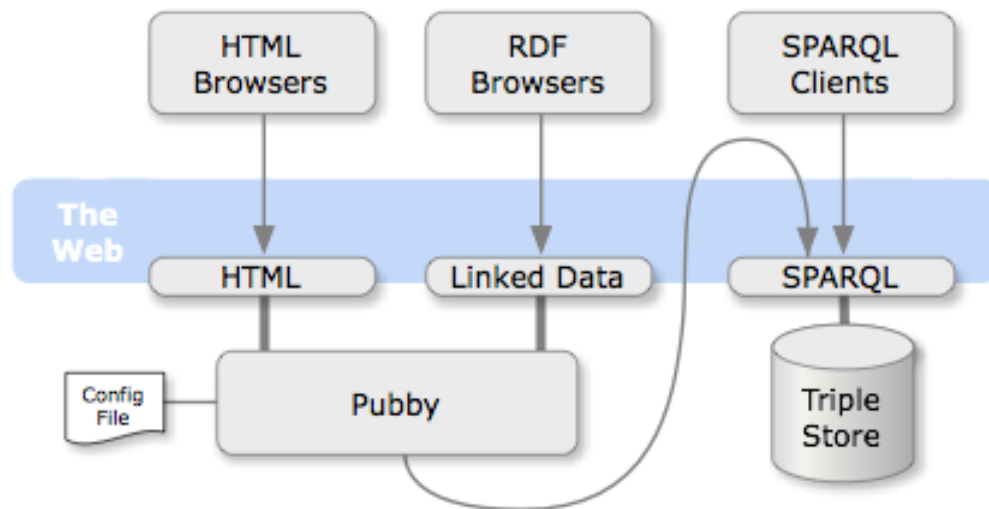 HTML
Browsers
RDF
Browsers
SPARQL
Clients
The
Web
HTML
Linked Data
SPARQL
Config
File
Pubby
Triple
Store